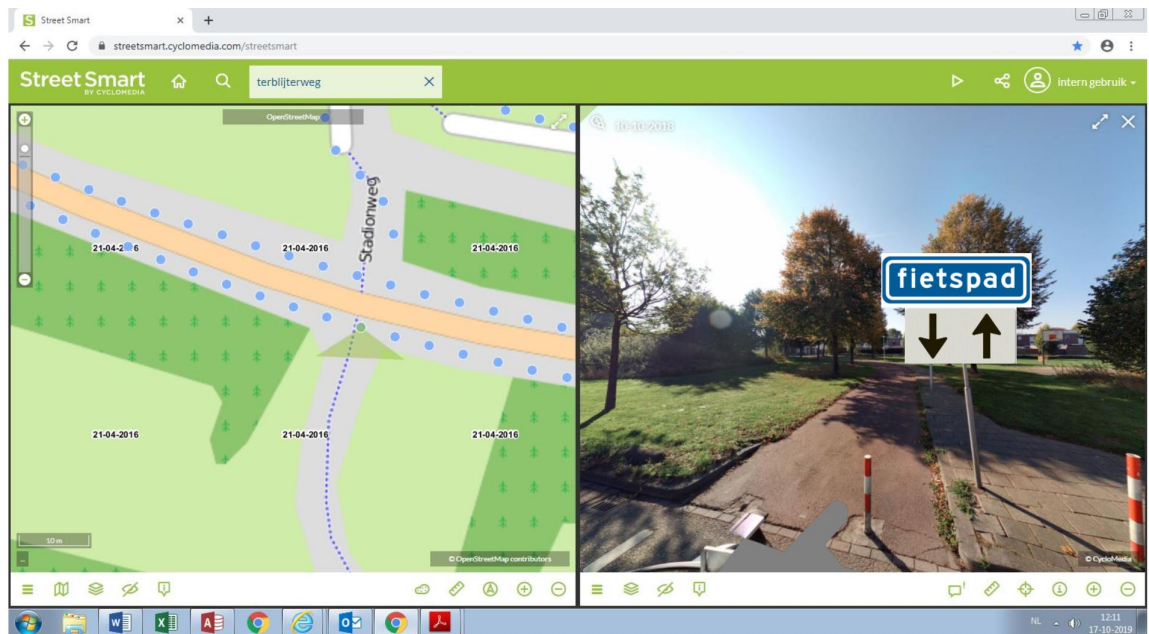 Street Smart
streetsmart.cyclomedia.com/streetsmart
Street Smart
BY CYCLOMEDIA
terblijterweg
intern gebruik
OpenStreetMap
10-10-2018
Stadionweg
21-04-2016
21-04-2016
fietspad
21-04-2016
21-04-2016
21-04-2016
10 m
© OpenStreetMap contributors
© CycloMedia
NL
12:11
17-10-2019